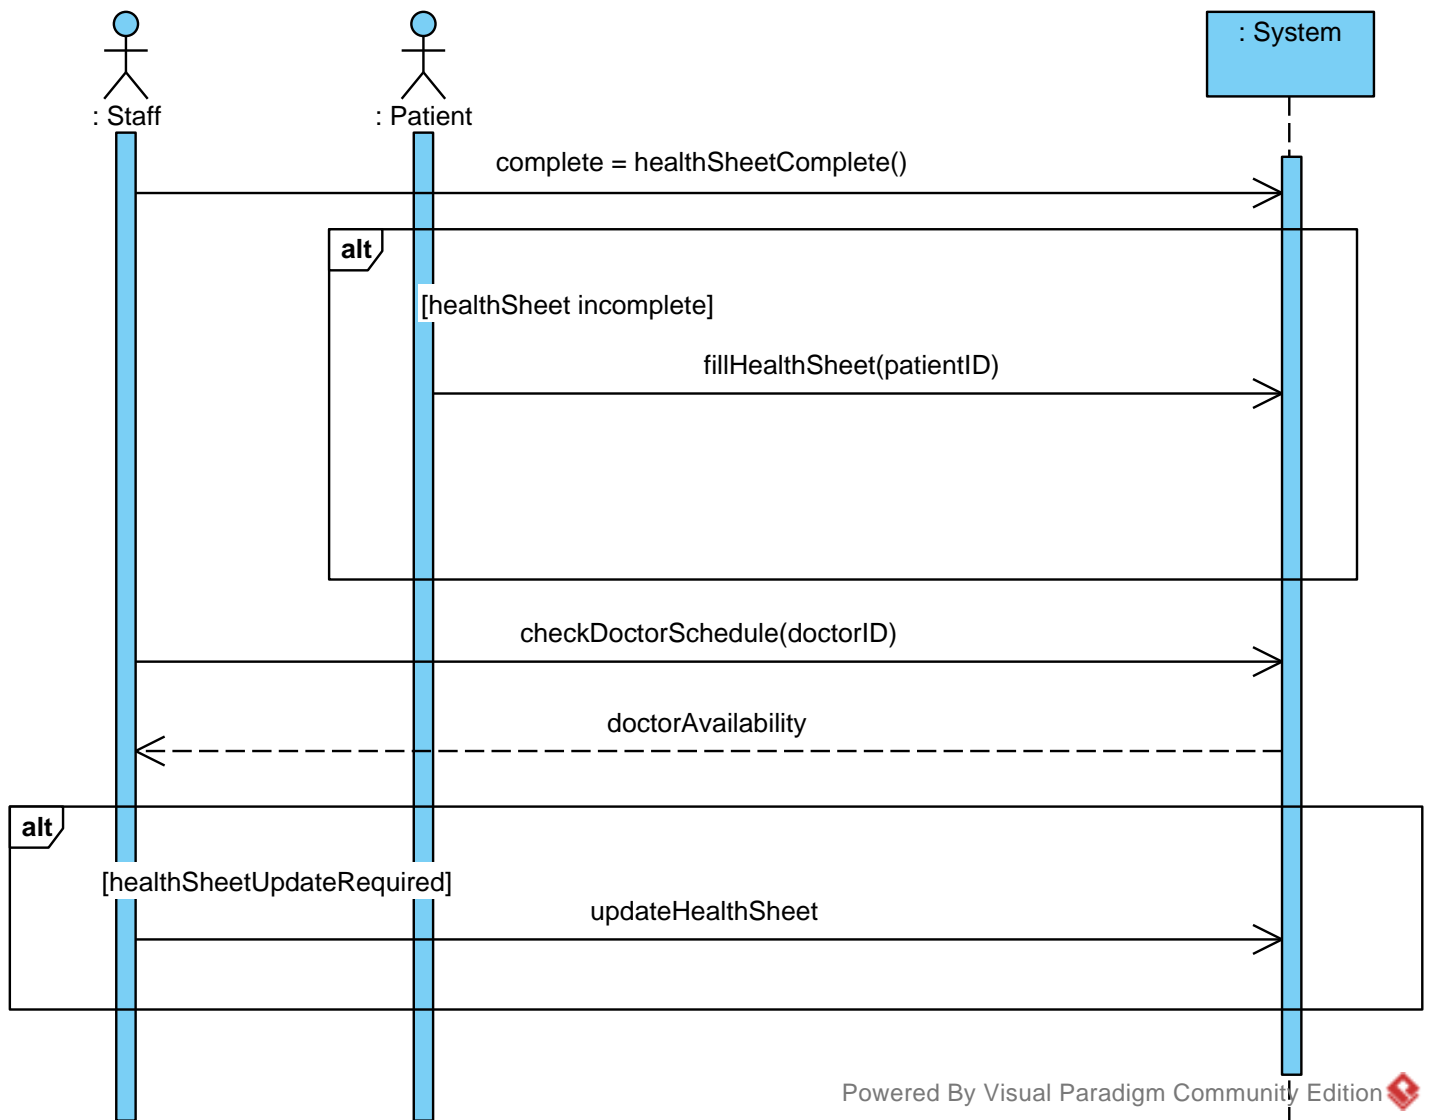 : Staff
: Patient
: System
complete = healthSheetComplete()
alt
[healthSheet incomplete]
fillHealthSheet(patientID)
checkDoctorSchedule(doctorID)
doctorAvailability
alt
[healthSheetUpdateRequired]
updateHealthSheet
Powered By Visual Paradigm Community Edition